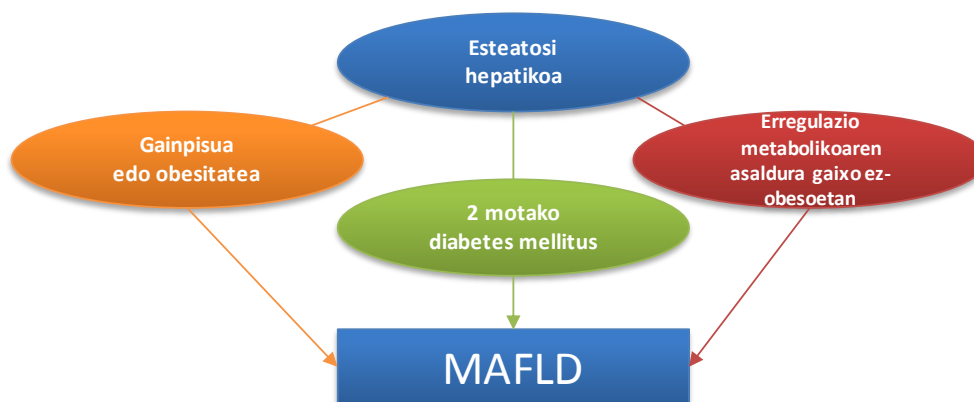 Esteatosi
hepatikoa
Gainpisua
edo obesitatea
Erregulazio
metabolikoaren
asaldura gaixo ez-
obesoetan
2 motako
diabetes mellitus
MAFLD